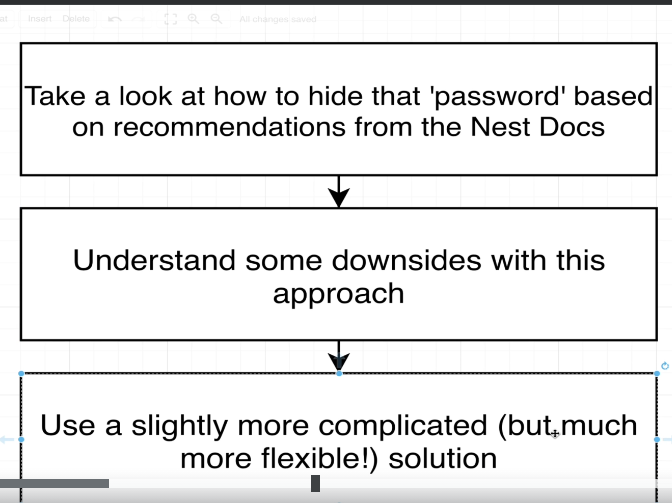 at Insert Delete All changes saved
Take a look at how to hide that 'password' based
on recommendations from the Nest Docs
Understand some downsides with this
approach
Use a slightly more complicated (but much
more flexible!) solution